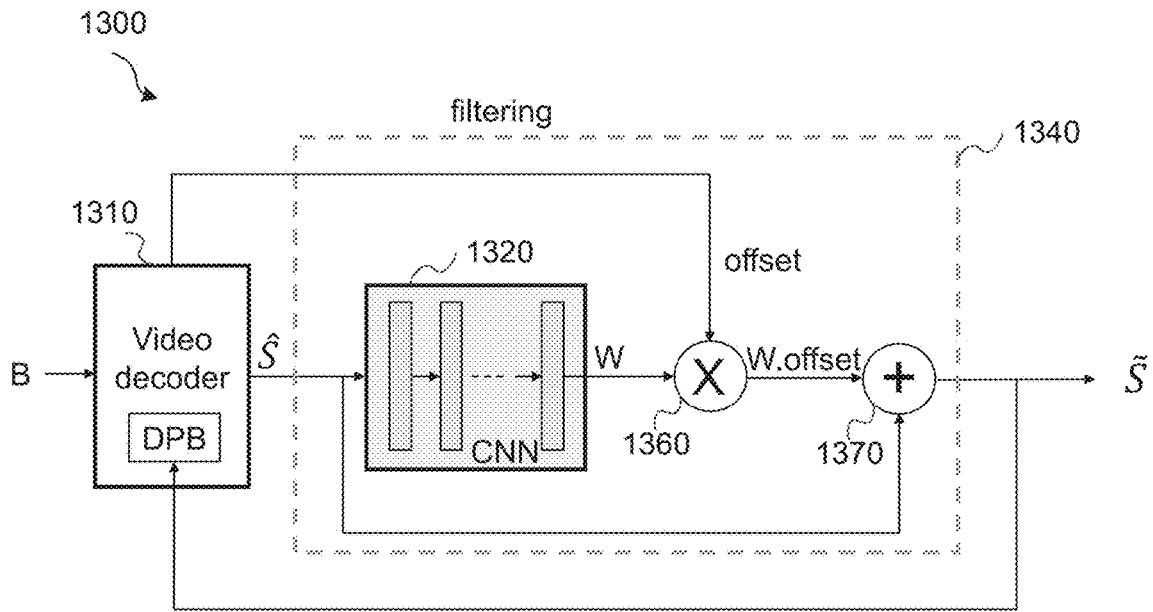 1300
filtering
1340
1310
1320
offset
Video
decoder
B
Ŝ
W
X
W.offset
+
S̃
DPB
CNN
1360
1370